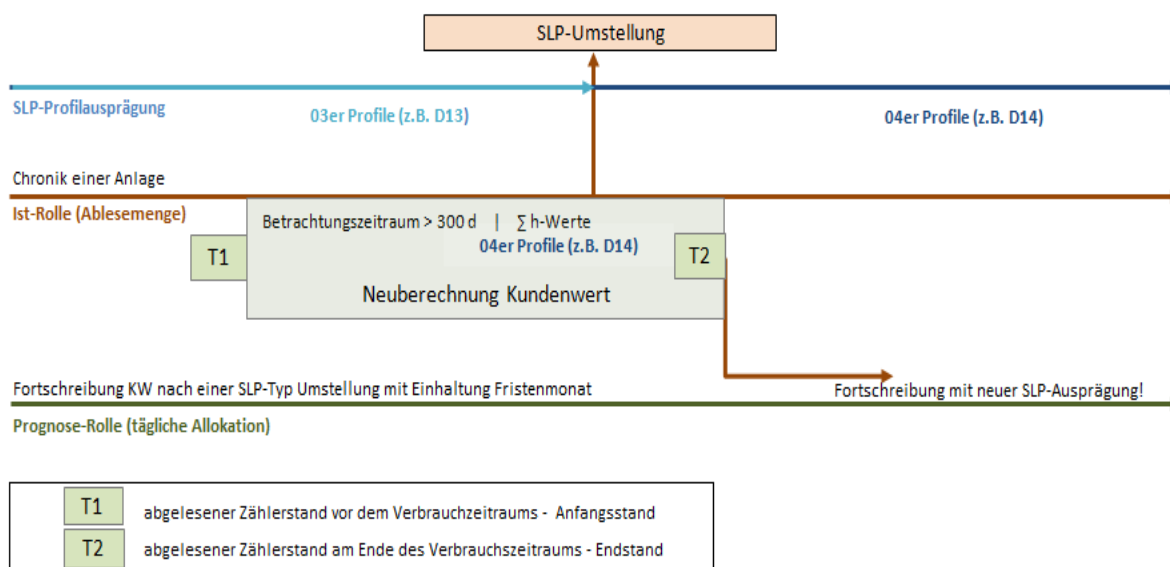 SLP-Umstellung
SLP-Profilausprägung
03er Profile (z.B. D13)
04er Profile (z.B. D14)
Chronik einer Anlage
Ist-Rolle (Ablesemenge)
Betrachtungszeitraum > 300 d | ∑ h-Werte
04er Profile (z.B. D14)
T1
T2
Neuberechnung Kundenwert
Fortschreibung KW nach einer SLP-Typ Umstellung mit Einhaltung Fristenmonat
Fortschreibung mit neuer SLP-Ausprägung!
Prognose-Rolle (tägliche Allokation)
T1 abgelesener Zählerstand vor dem Verbrauchzeitraums - Anfangsstand
T2 abgelesener Zählerstand am Ende des Verbrauchszeitraums - Endstand